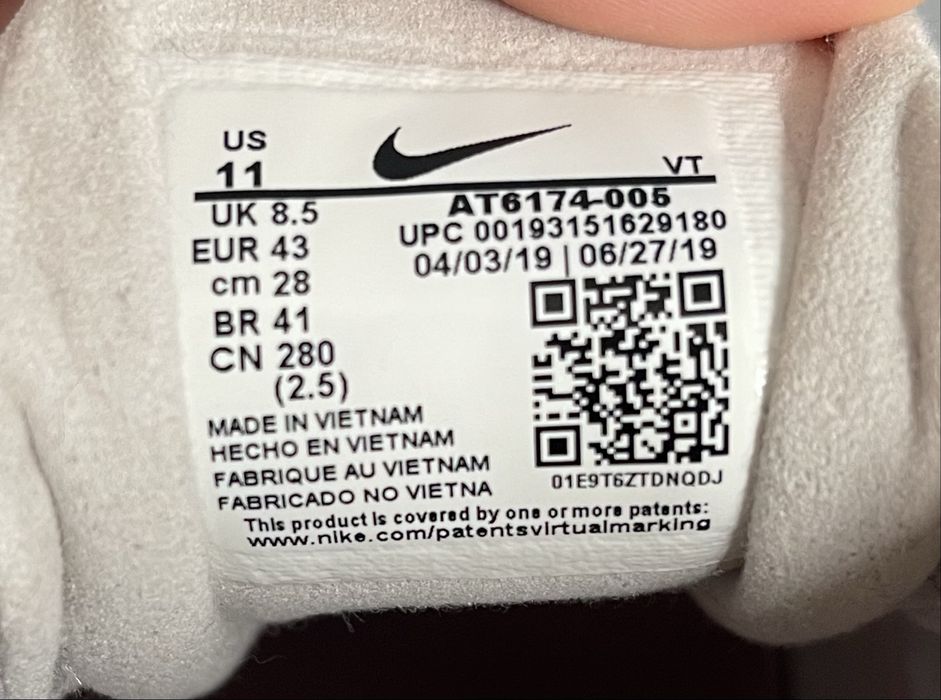 US
11
VT
UK 8.5
EUR 43
cm 28
BR 41
CN 280
(2.5)
AT6174-005
UPC 00193151629180
04/03/19 | 06/27/19
MADE IN VIETNAM
HECHO EN VIETNAM
FABRIQUE AU VIETNAM
FABRICADO NO VIETNA
01E9T6ZTDNQDJ
This product is covered by one or more patents:
www.nike.com/patentsvirtualmarking